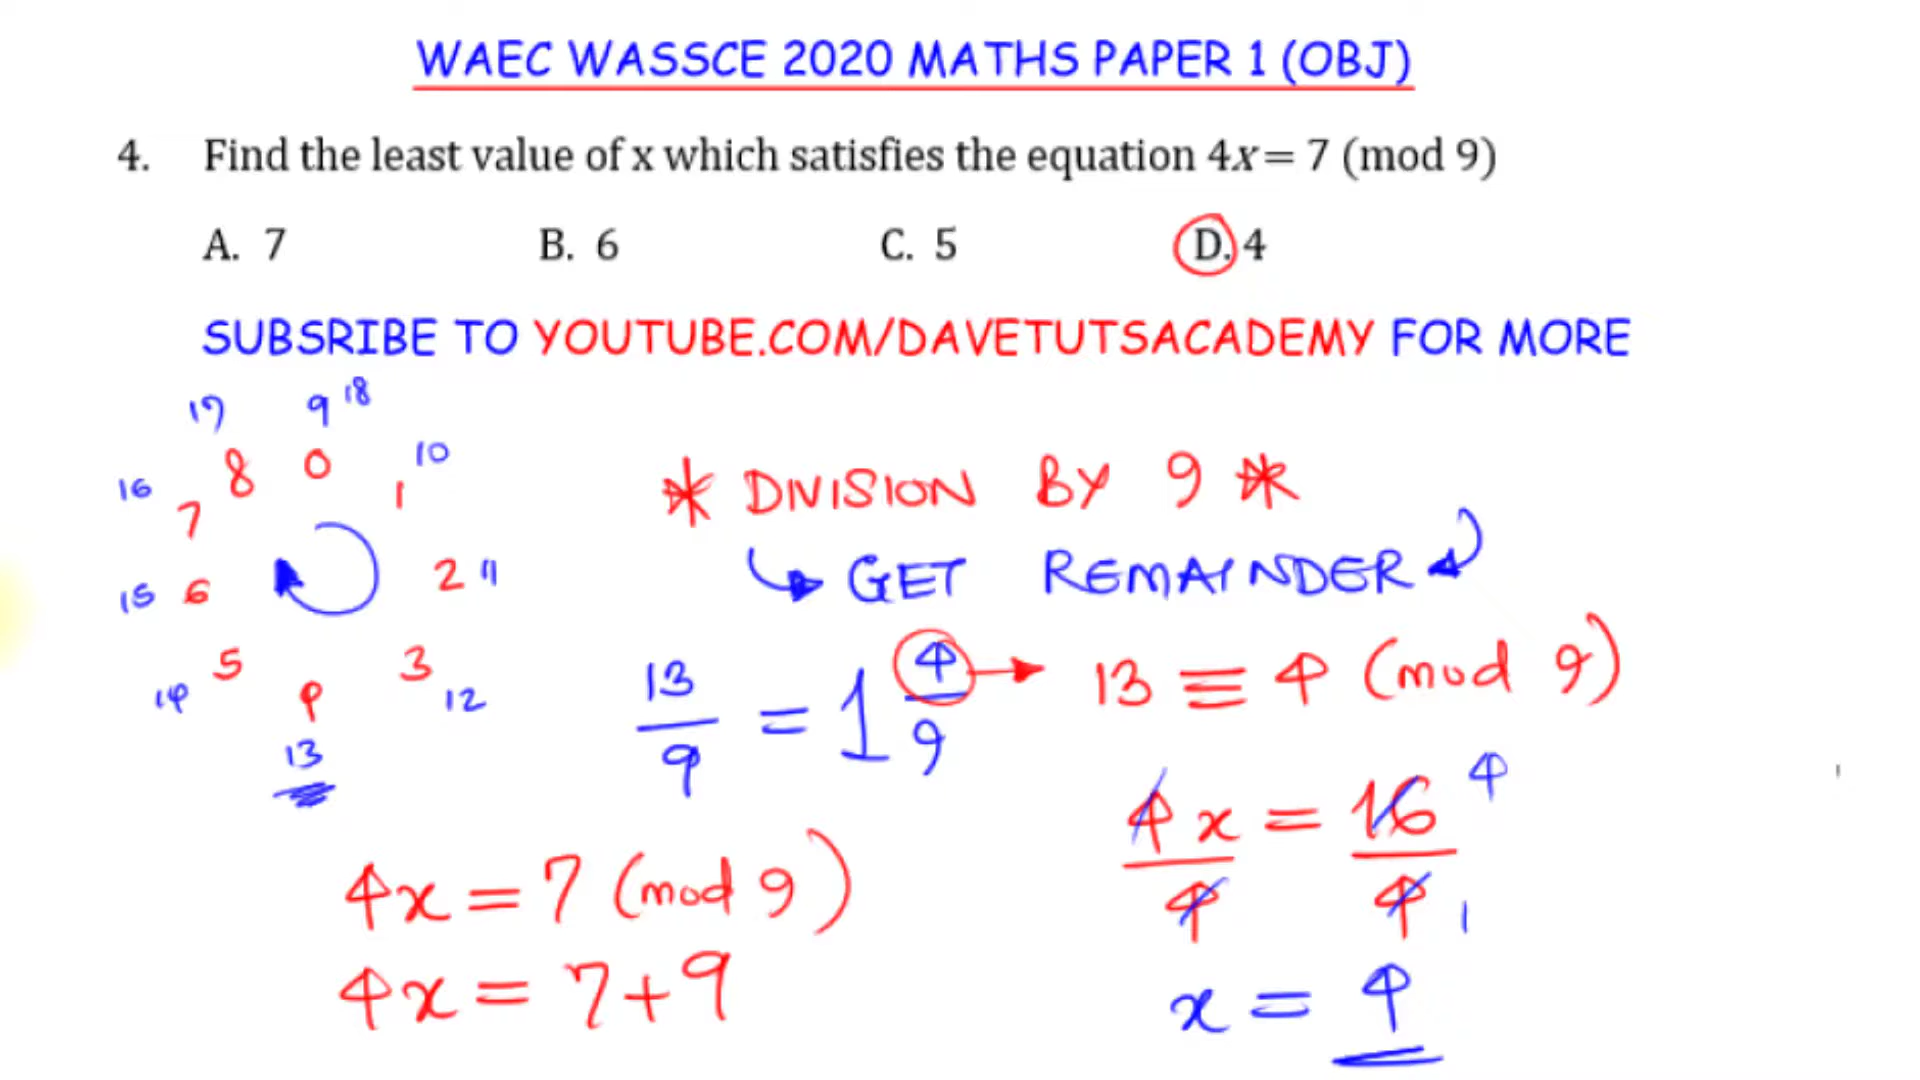 WAEC WASSCE 2020 MATHS PAPER 1 (OBJ)
4. Find the least value of x which satisfies the equation 4x = 7 (mod 9)
A. 7 B. 6 C. 5 D. 4
SUBSRIBE TO YOUTUBE.COM/DAVETUTSACADEMY FOR MORE
17 9 18
8 0 10
16 7 1
15 6 2 11
14 5 3 12
4
13
* DIVISION BY 9 *
GET REMAINDER
13/9 = 1 4/9 → 13 ≡ 4 (mod 9)
4x = 7 (mod 9)
4x = 7 + 9
4x/4 = 16/4 4 1
x = 4